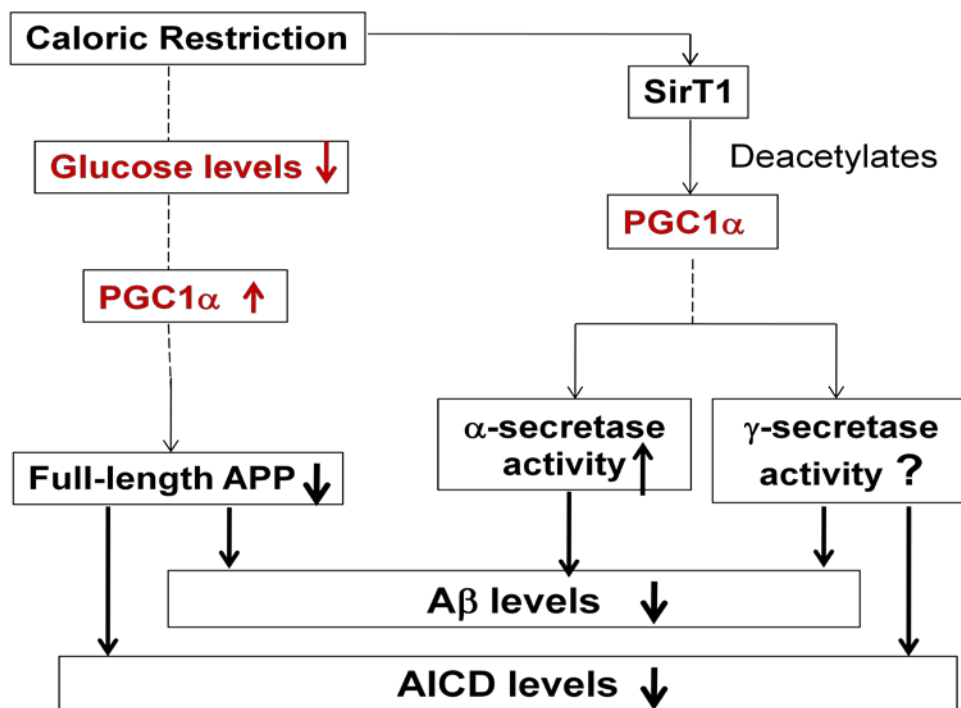 Caloric Restriction
SirT1
Glucose levels ↓
Deacetylates
PGC1α
PGC1α ↑
α-secretase
activity ↑
γ-secretase
activity ?
Full-length APP ↓
Aβ levels ↓
AICD levels ↓